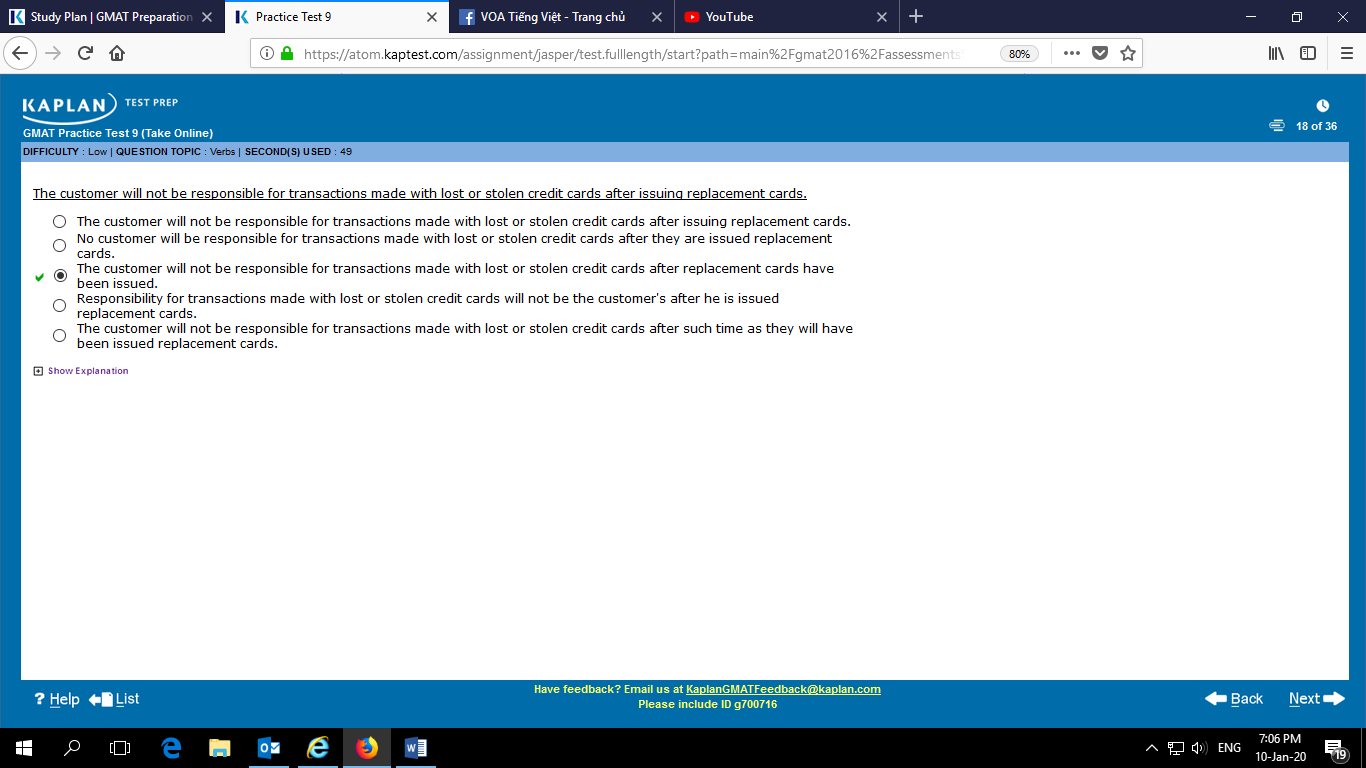 Study Plan | GMAT Preparation
Practice Test 9
VOA Tiếng Việt - Trang chủ
YouTube
https://atom.kaptest.com/assignment/jasper/test.fulllength/start?path=main%2Fgmat2016%2Fassessments
80%
KAPLAN TEST PREP
GMAT Practice Test 9 (Take Online)
18 of 36
DIFFICULTY : Low | QUESTION TOPIC : Verbs | SECOND(S) USED : 49
The customer will not be responsible for transactions made with lost or stolen credit cards after issuing replacement cards.
The customer will not be responsible for transactions made with lost or stolen credit cards after issuing replacement cards.
No customer will be responsible for transactions made with lost or stolen credit cards after they are issued replacement
cards.
The customer will not be responsible for transactions made with lost or stolen credit cards after replacement cards have
been issued.
Responsibility for transactions made with lost or stolen credit cards will not be the customer's after he is issued
replacement cards.
The customer will not be responsible for transactions made with lost or stolen credit cards after such time as they will have
been issued replacement cards.
Show Explanation
? Help
List
Have feedback? Email us at KaplanGMATFeedback@kaplan.com
Please include ID g700716
Back
Next
ENG
7:06 PM
10-Jan-20
19